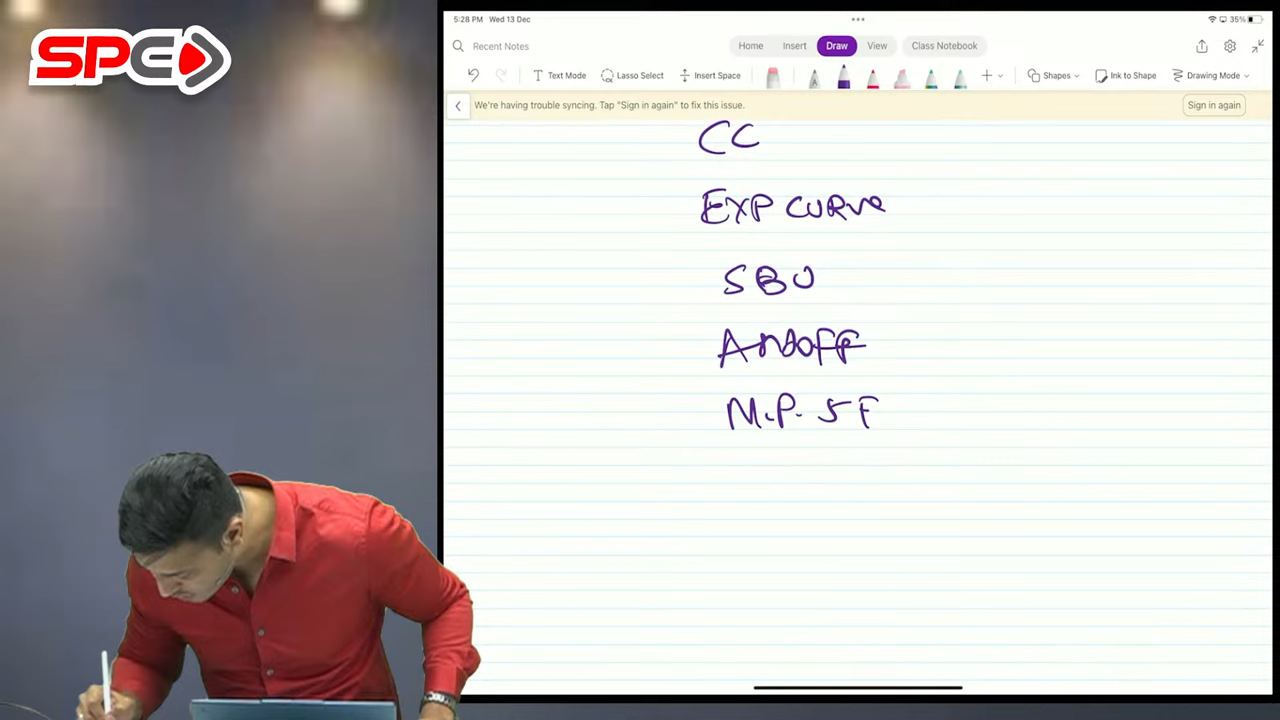 SPED
5:28 PM Wed 13 Dec
35%
Recent Notes
Home Insert Draw View Class Notebook
Text Mode Lasso Select Insert Space Shapes Ink to Shape Drawing Mode
We're having trouble syncing. Tap "Sign in again" to fix this issue. Sign in again
CC
EXP CURVE
SBU
Ansoff
M.P. 5F